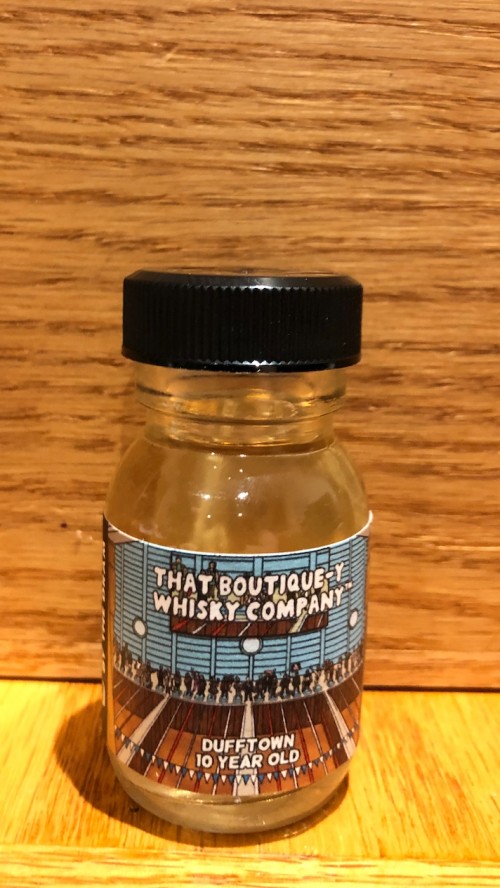 THAT BOUTIQUE-Y
WHISKY COMPANY™
DUFFTOWN
10 YEAR OLD